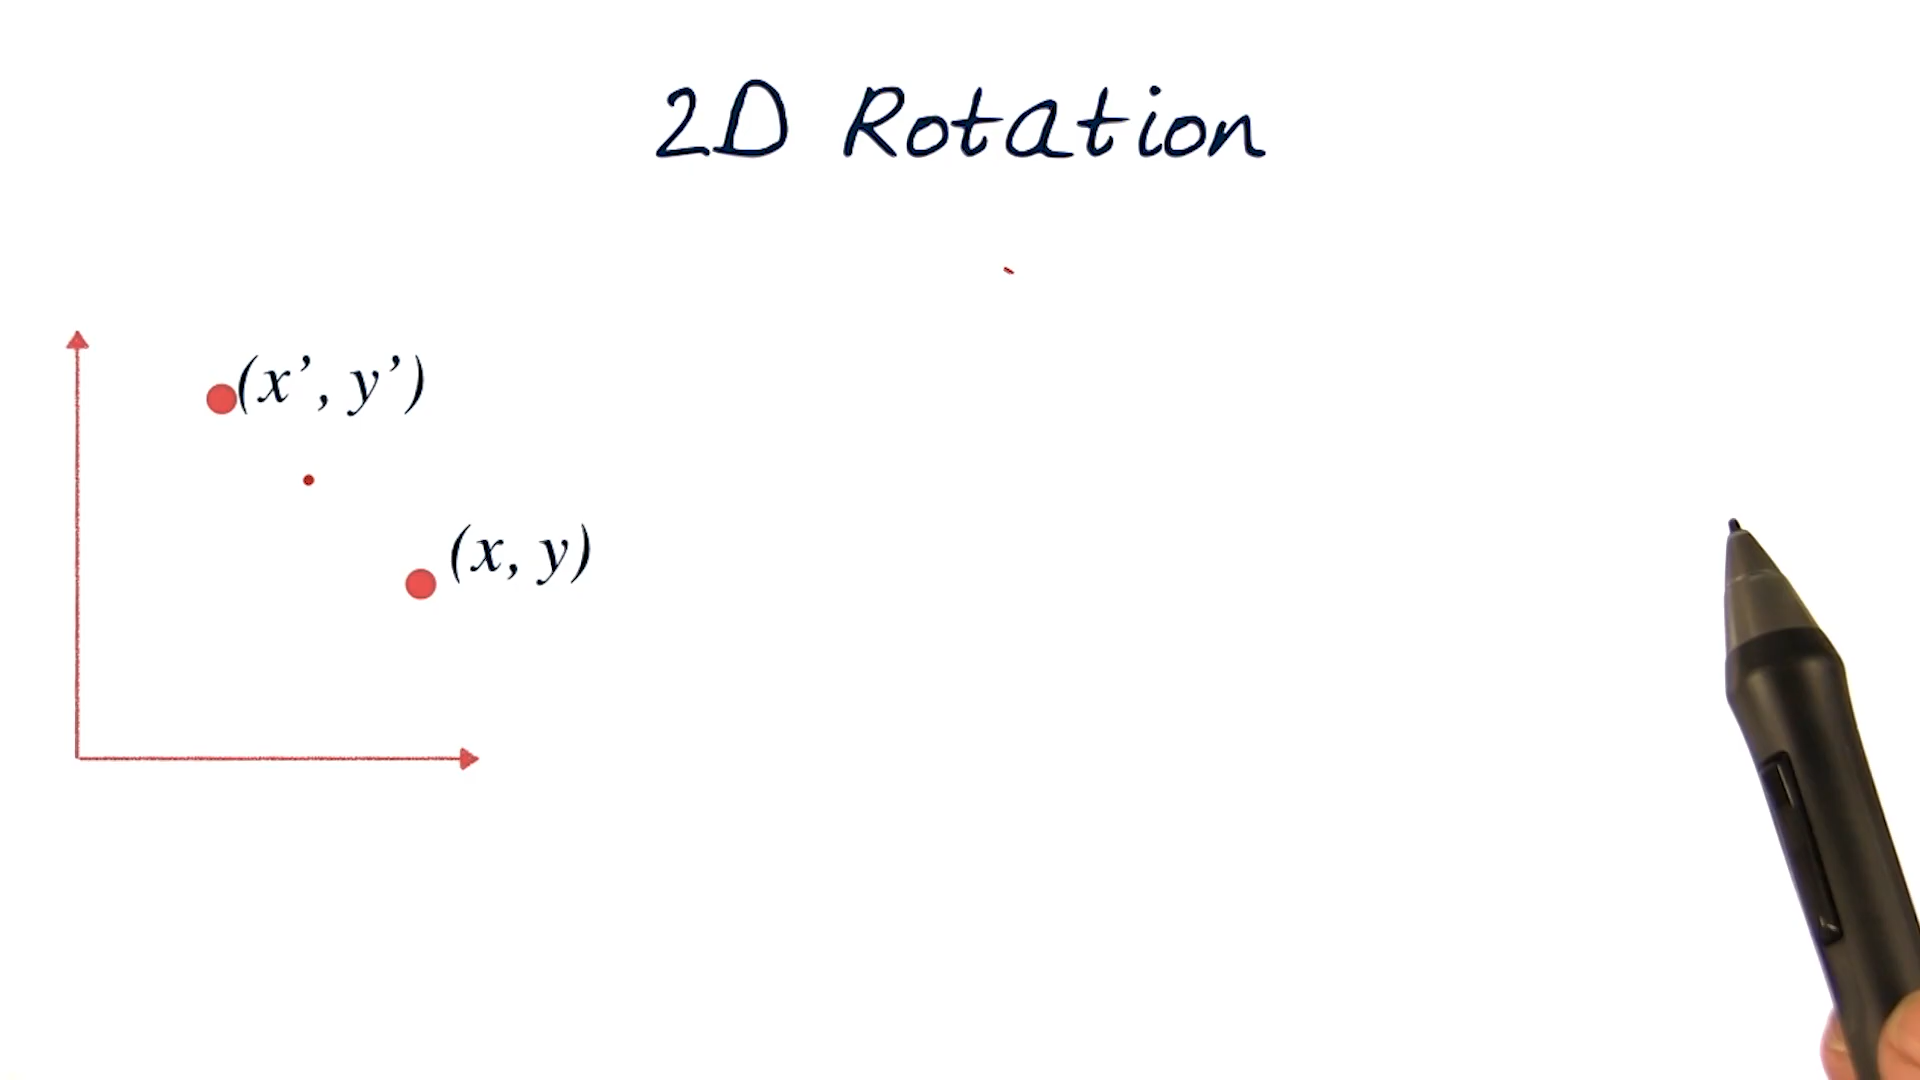 2D Rotation
(x’, y’)
(x, y)